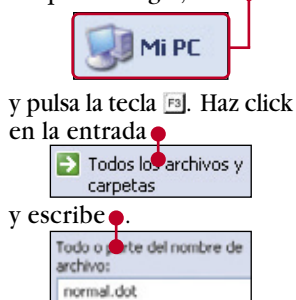 Mi PC
y pulsa la tecla F3. Haz click
en la entrada
Todos los archivos y
carpetas
y escribe .
Todo o parte del nombre de
archivo:
normal.dot